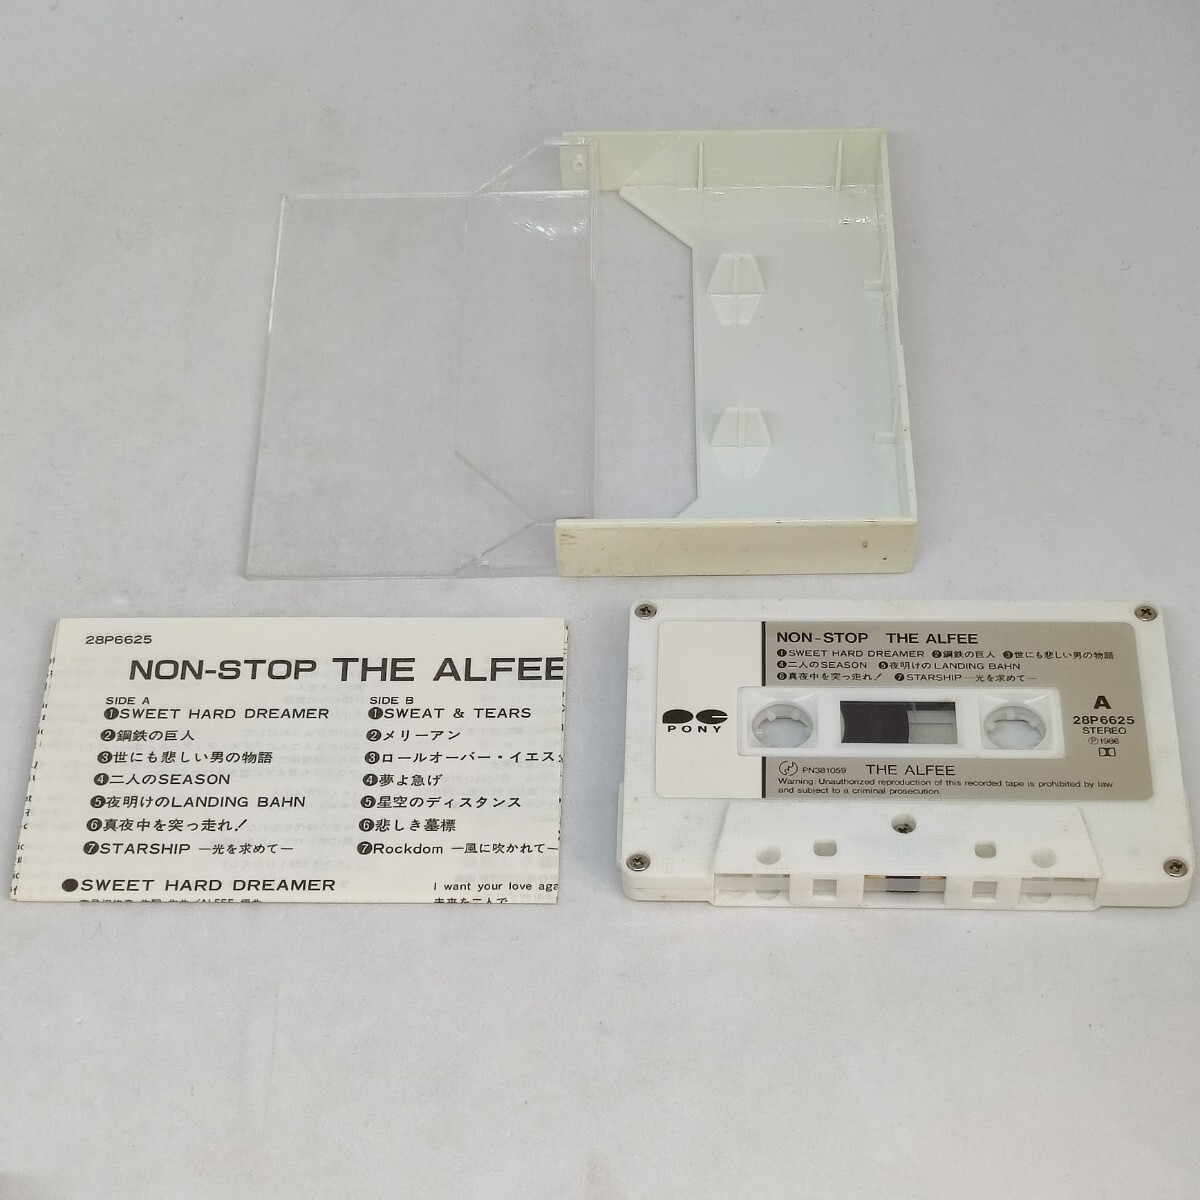 28P6625
NON-STOP THE ALFEE
SIDE A
❶SWEET HARD DREAMER
❷鋼鉄の巨人
❸世にも悲しい男の物語
❹二人のSEASON
❺夜明けのLANDING BAHN
❻真夜中を突っ走れ!
❼STARSHIP —光を求めて—
SIDE B
❶SWEAT & TEARS
❷メリーアン
❸ロールオーバー・イエス
❹夢よ急げ
❺星空のディスタンス
❻悲しき墓標
❼Rockdom —風に吹かれて—
●SWEET HARD DREAMER
I want your love aga
未来を二人で
NON-STOP THE ALFEE
❶SWEET HARD DREAMER ❷鋼鉄の巨人 ❸世にも悲しい男の物語
❹二人のSEASON ❺夜明けのLANDING BAHN
❻真夜中を突っ走れ! ❼STARSHIP—光を求めて—
PONY
A
28P6625
STEREO
Ⓟ1986
PN381059 THE ALFEE
Warning: Unauthorized reproduction of this recorded tape is prohibited by law
and subject to a criminal prosecution.